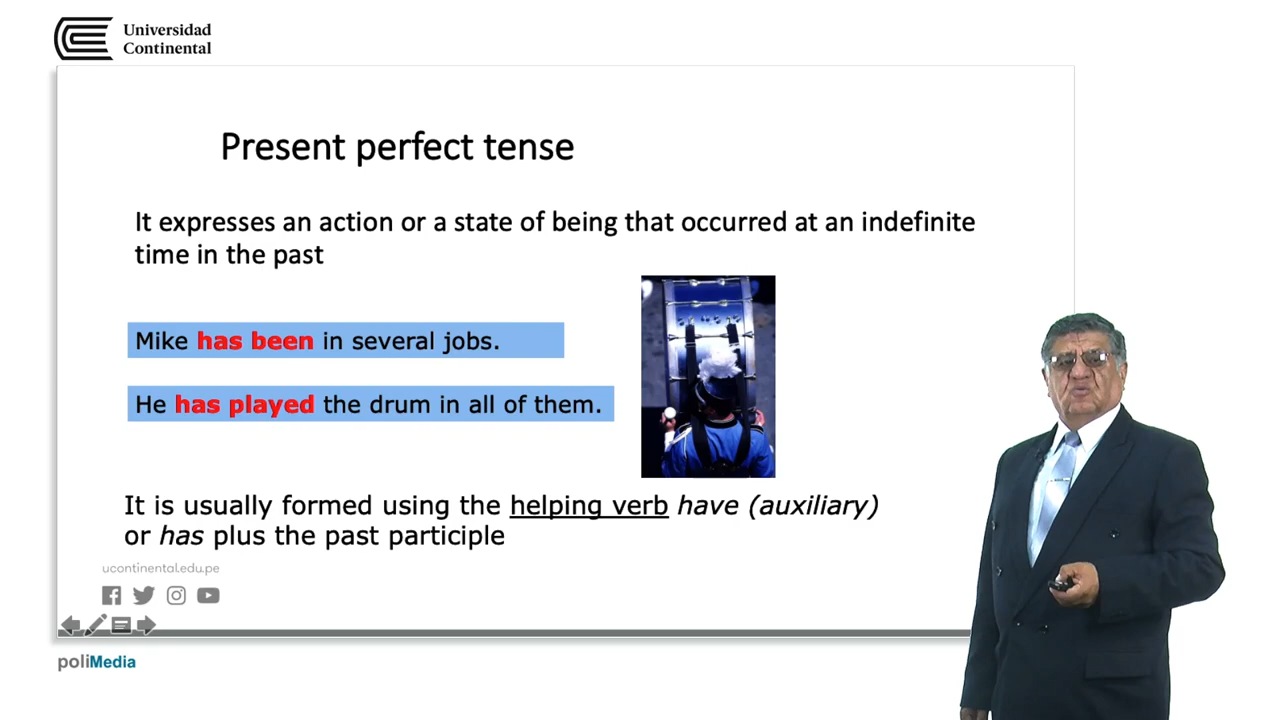 Universidad
Continental
Present perfect tense
It expresses an action or a state of being that occurred at an indefinite
time in the past
Mike has been in several jobs.
He has played the drum in all of them.
It is usually formed using the helping verb have (auxiliary)
or has plus the past participle
ucontinental.edu.pe
poliMedia